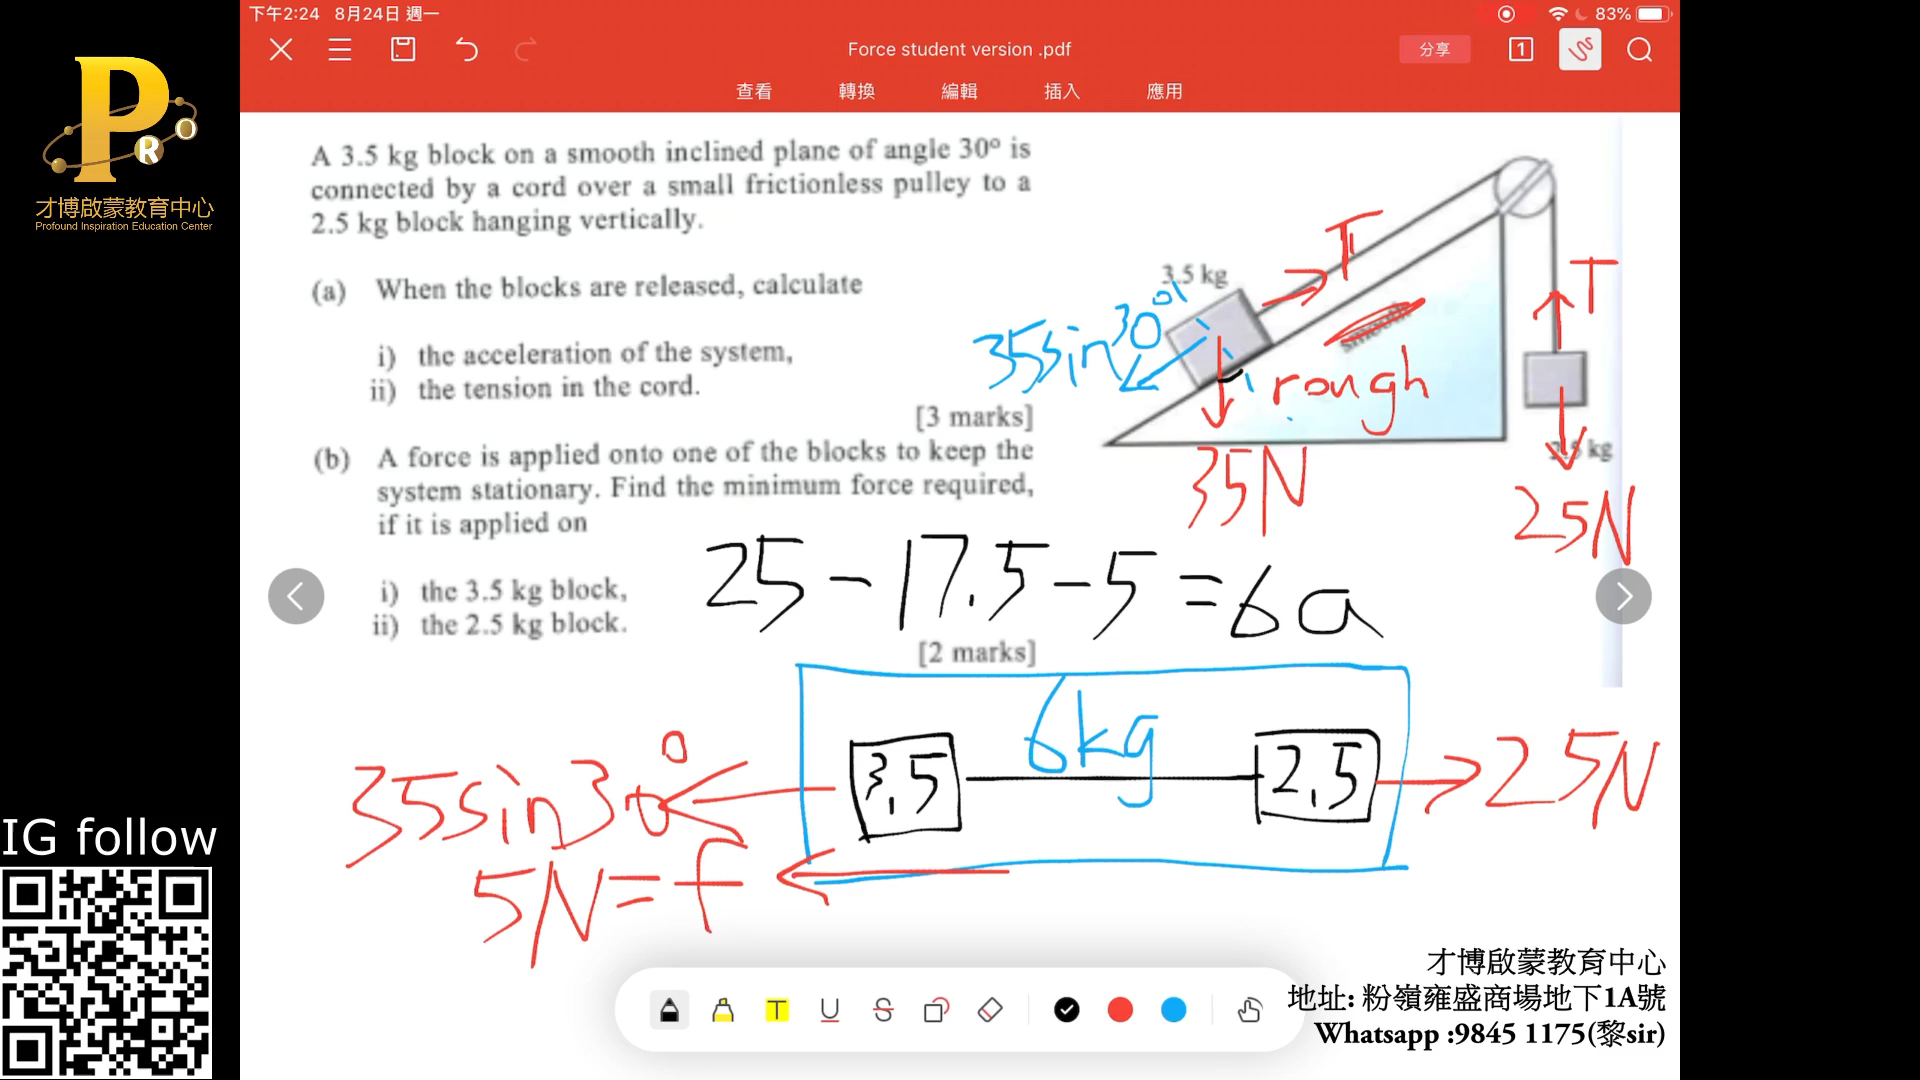 下午2:24 8月24日 週一
83%
Force student version .pdf
分享
1
查看 轉換 編輯 插入 應用
PRO
才博啟蒙教育中心
Profound Inspiration Education Center
A 3.5 kg block on a smooth inclined plane of angle 30º is
connected by a cord over a small frictionless pulley to a
2.5 kg block hanging vertically.
(a) When the blocks are released, calculate
i) the acceleration of the system,
ii) the tension in the cord.
[3 marks]
(b) A force is applied onto one of the blocks to keep the
system stationary. Find the minimum force required,
if it is applied on
i) the 3.5 kg block,
ii) the 2.5 kg block.
[2 marks]
T
3.5 kg
T
35sin30°
smooth
rough
2.5 kg
35N
25N
25-17.5-5=6a
6kg
35sin30°
3.5
2.5
25N
5N=f
IG follow
T
U
S
才博啟蒙教育中心
地址: 粉嶺雍盛商場地下1A號
Whatsapp :9845 1175(黎sir)